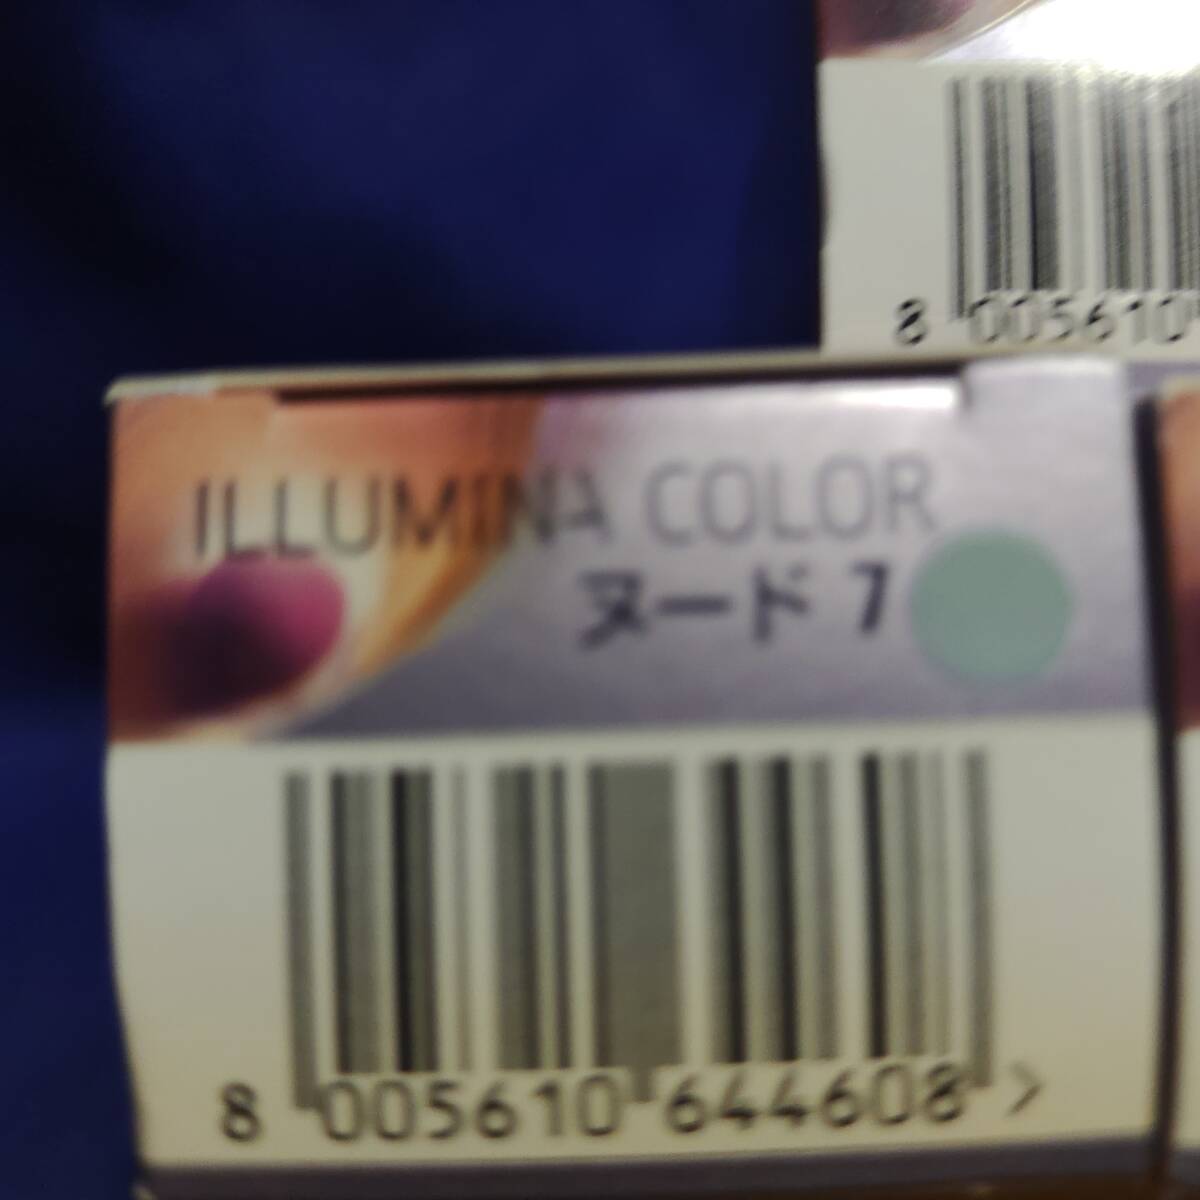 8 005610
ILLUMINA COLOR
ヌード 7
8 005610 644608 >